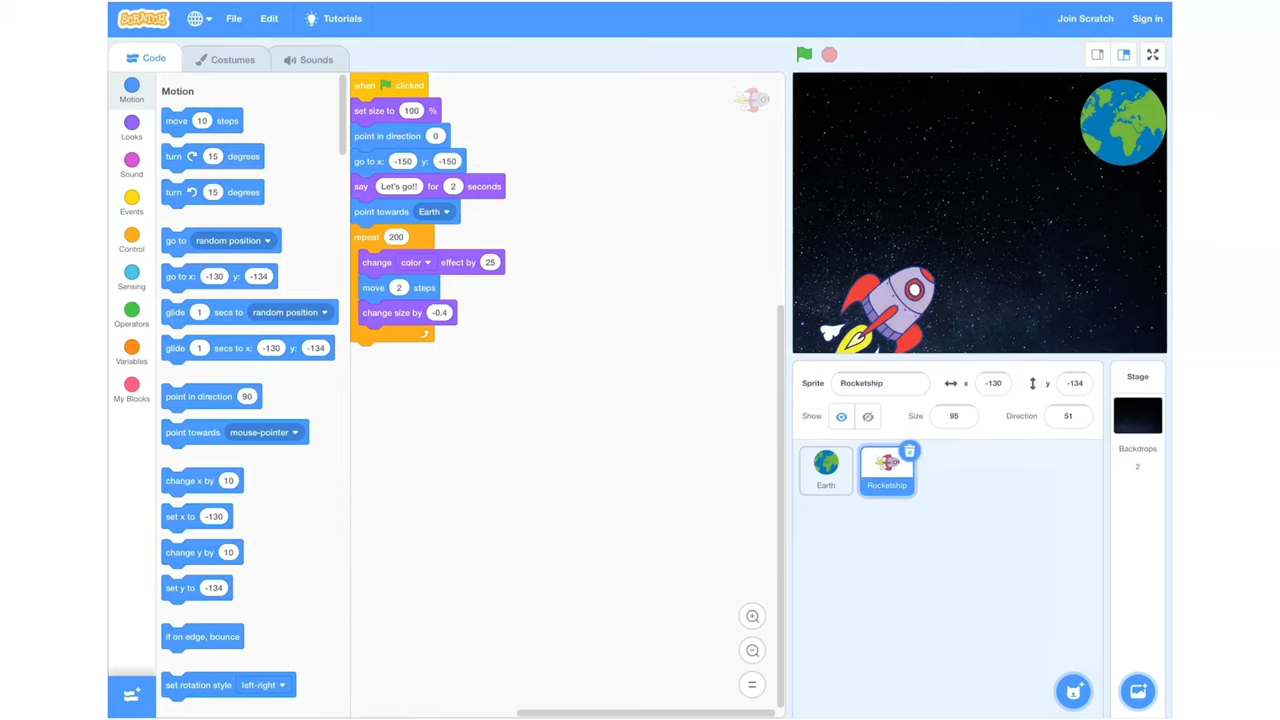 SCRATCH File Edit Tutorials Join Scratch Sign in
Code Costumes Sounds
Motion
Looks
Sound
Events
Control
Sensing
Operators
Variables
My Blocks
Motion
move 10 steps
turn 15 degrees
turn 15 degrees
go to random position
go to x: -130 y: -134
glide 1 secs to random position
glide 1 secs to x: -130 y: -134
point in direction 90
point towards mouse-pointer
change x by 10
set x to -130
change y by 10
set y to -134
if on edge, bounce
set rotation style left-right
when clicked
set size to 100 %
point in direction 0
go to x: -150 y: -150
say Let's go!! for 2 seconds
point towards Earth
repeat 200
change color effect by 25
move 2 steps
change size by -0.4
Sprite Rocketship x -130 y -134
Show Size 95 Direction 51
Earth
Rocketship
Stage
Backdrops
2